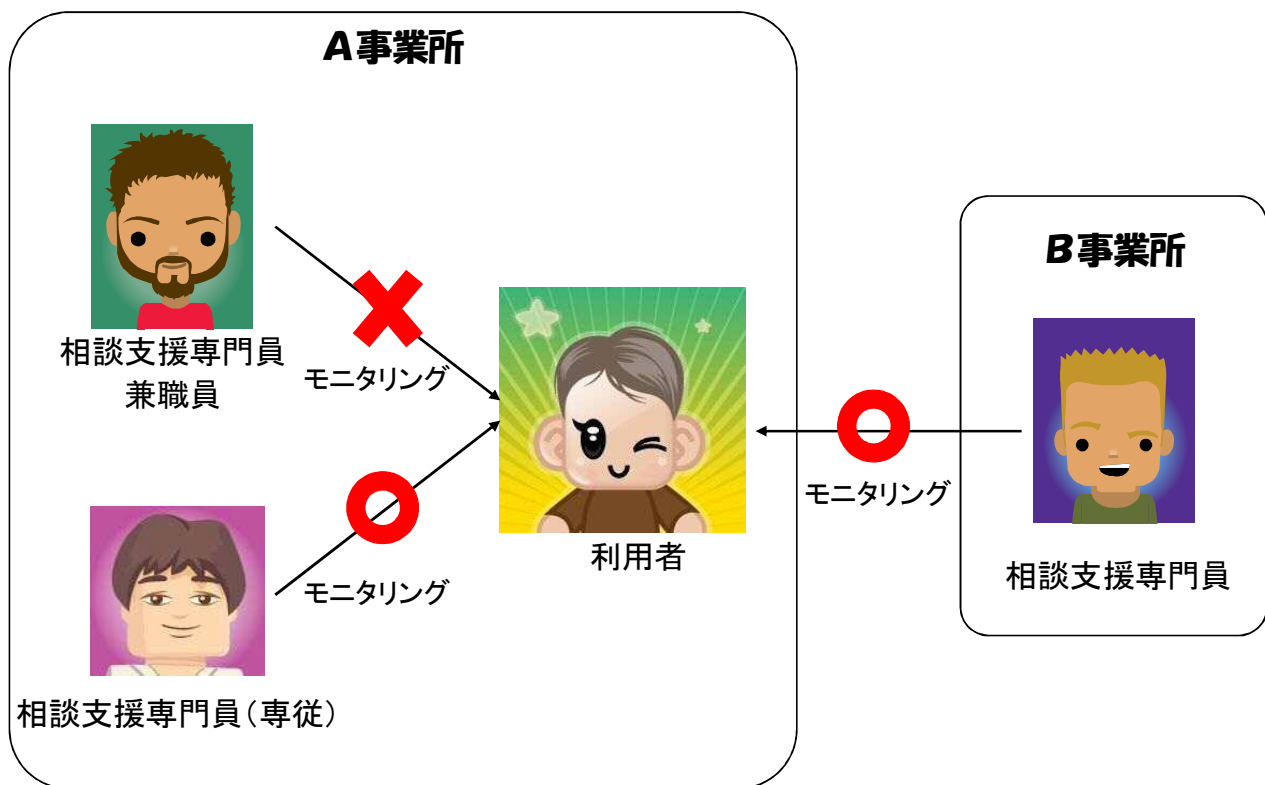 A事業所
相談支援専門員
兼職員
モニタリング
相談支援専門員（専従）
モニタリング
利用者
モニタリング
B事業所
相談支援専門員